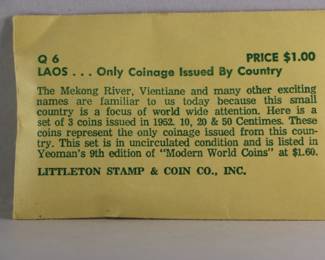 Q 6 PRICE $1.00
LAOS . . . Only Coinage Issued By Country
The Mekong River, Vientiane and many other exciting
names are familiar to us today because this small
country is a focus of world wide attention. Here is a
set of 3 coins issued in 1952. 10, 20 & 50 Centimes. These
coins represent the only coinage issued from this coun-
try. This set is in uncirculated condition and is listed in
Yeoman's 9th edition of "Modern World Coins" at $1.60.
LITTLETON STAMP & COIN CO., INC.